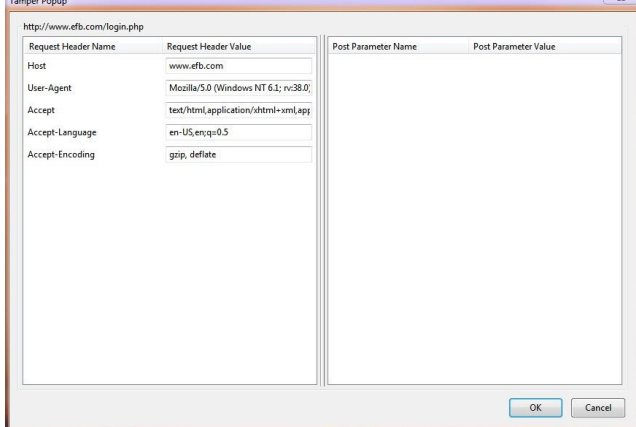 Tamper Popup
http://www.efb.com/login.php
Request Header Name Request Header Value Post Parameter Name Post Parameter Value
Host www.efb.com
User-Agent Mozilla/5.0 (Windows NT 6.1; rv:38.0)
Accept text/html,application/xhtml+xml,app
Accept-Language en-US,en;q=0.5
Accept-Encoding gzip, deflate
OK Cancel